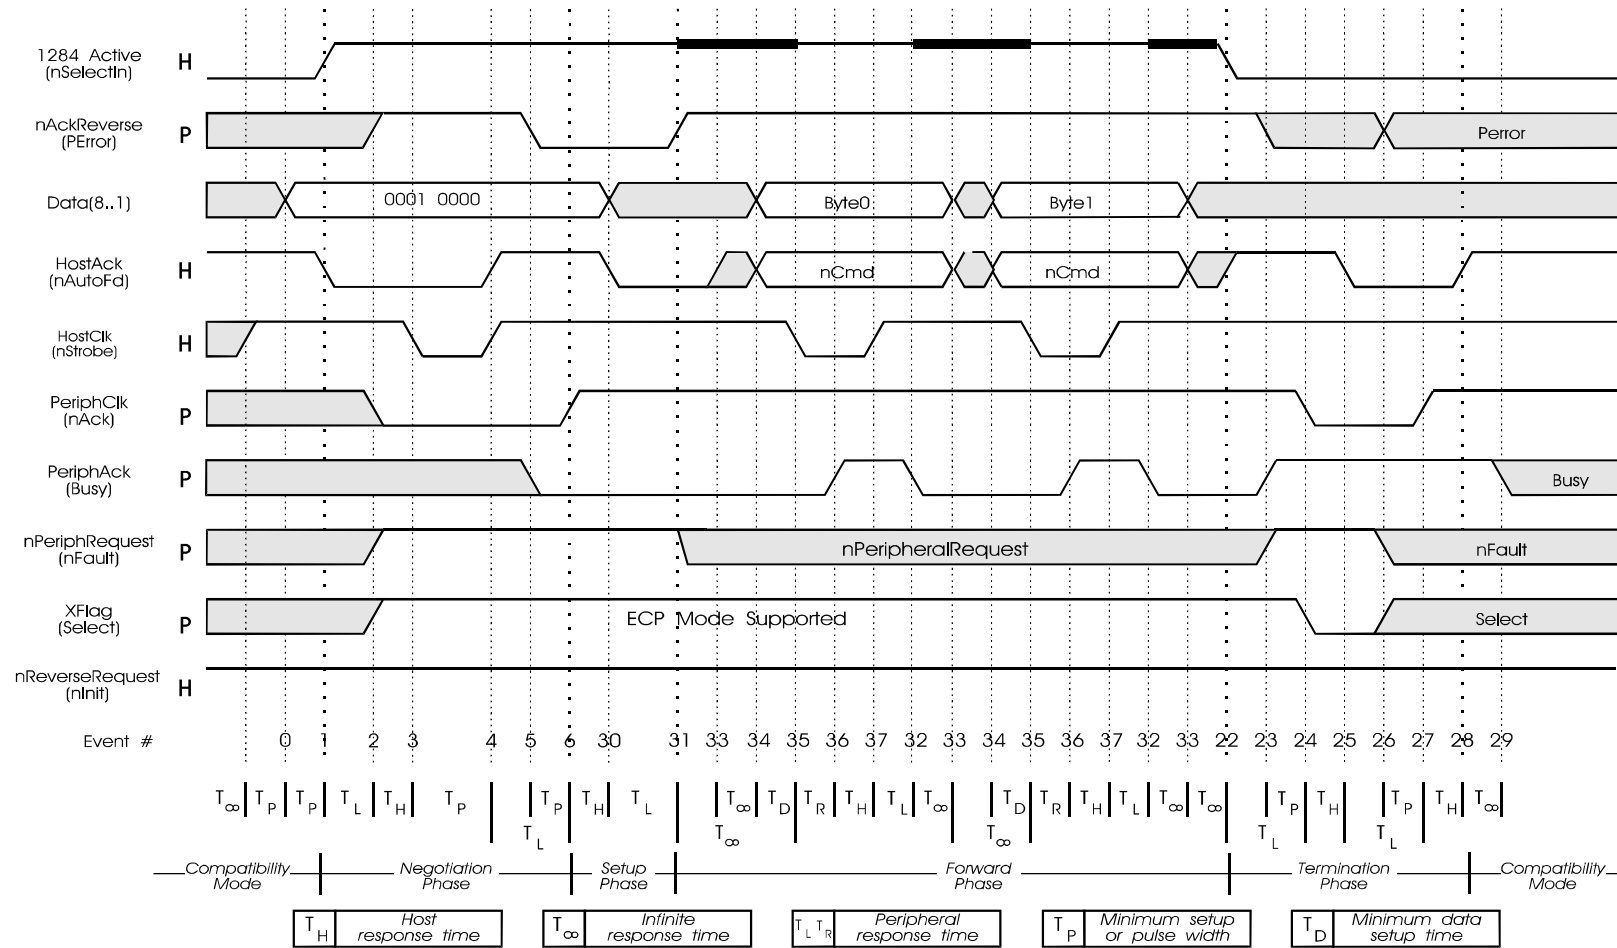 1284 Active
(nSelectIn)
H
nAckReverse
(PError)
P
Perror
Data(8..1)
0001 0000
Byte0
Byte1
HostAck
(nAutoFd)
H
nCmd
nCmd
HostClk
(nStrobe)
H
PeriphClk
(nAck)
P
PeriphAck
(Busy)
P
Busy
nPeriphRequest
(nFault)
P
nPeripheralRequest
nFault
XFlag
(Select)
P
ECP Mode Supported
Select
nReverseRequest
(nInit)
H
Event # 0 1 2 3 4 5 6 30 31 33 34 35 36 37 32 33 34 35 36 37 32 33 22 23 24 25 26 27 28 29
T∞ TP TP TL TH TP TP TH TL T∞ TD TR TH TL T∞ TD TR TH TL T∞ T∞ TP TH TP TH T∞
TL T∞ T∞ TL TL
Compatibility
Mode
Negotiation
Phase
Setup
Phase
Forward
Phase
Termination
Phase
Compatibility
Mode
TH Host
response time
T∞ Infinite
response time
TL TR Peripheral
response time
TP Minimum setup
or pulse width
TD Minimum data
setup time